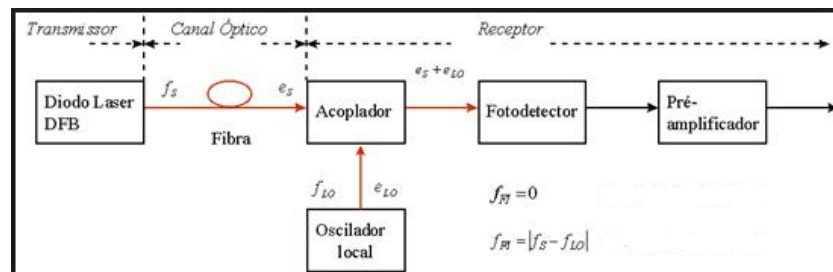 Transmissor
Canal Óptico
Receptor
Diodo Laser
DFB
f_S
e_S
Fibra
Acoplador
e_S + e_LO
Fotodetector
Pré-
amplificador
f_LO
e_LO
Oscilador
local
f_FI = 0
f_FI = |f_S - f_LO|